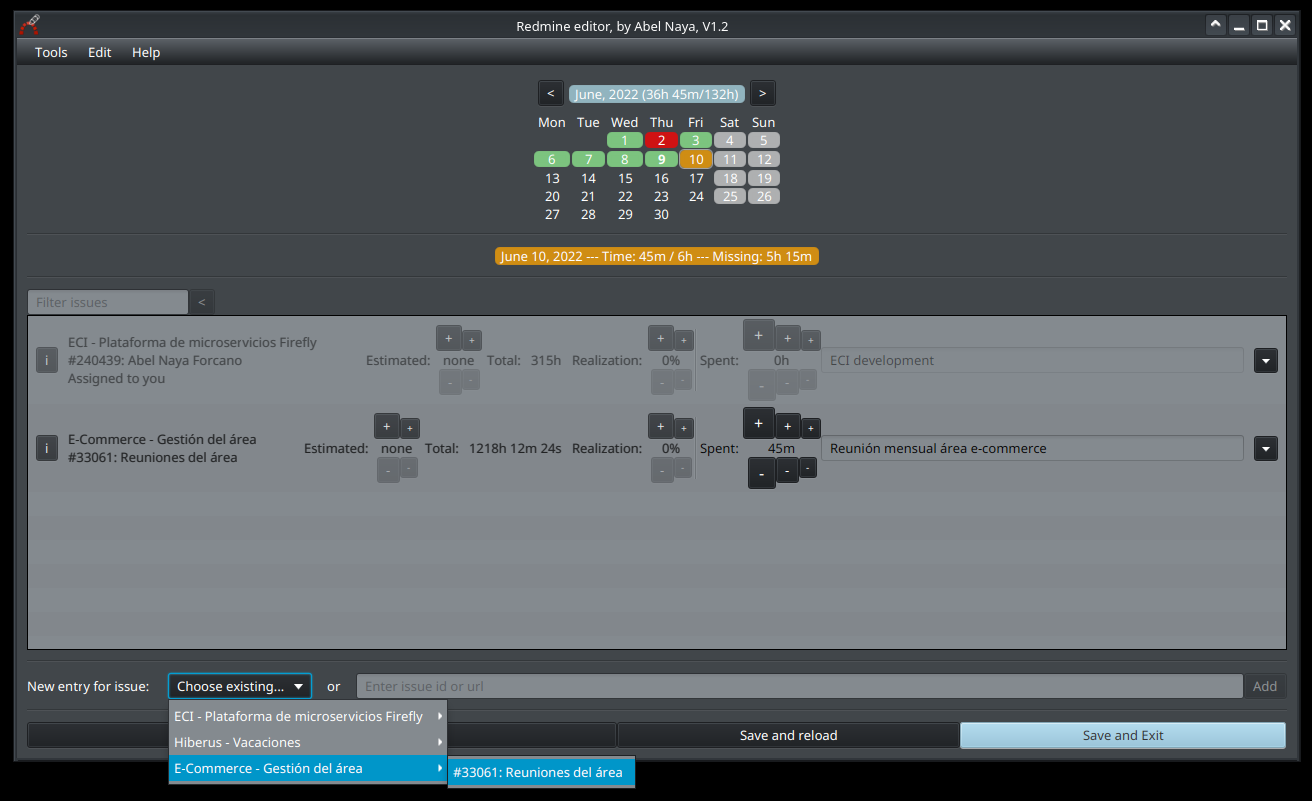 Redmine editor, by Abel Naya, V1.2
Tools Edit Help
< June, 2022 (36h 45m/132h) >
Mon Tue Wed Thu Fri Sat Sun
1 2 3 4 5
6 7 8 9 10 11 12
13 14 15 16 17 18 19
20 21 22 23 24 25 26
27 28 29 30
June 10, 2022 --- Time: 45m / 6h --- Missing: 5h 15m
Filter issues <
+ + + + + + +
ECI - Plataforma de microservicios Firefly
i #240439: Abel Naya Forcano Estimated: none Total: 315h Realization: 0% Spent: 0h ECI development
Assigned to you
- - - - - - -
+ + + + + + +
E-Commerce - Gestión del área
i Estimated: none Total: 1218h 12m 24s Realization: 0% Spent: 45m Reunión mensual área e-commerce
#33061: Reuniones del área
- - - - - - -
New entry for issue: Choose existing... or Enter issue id or url Add
ECI - Plataforma de microservicios Firefly
Save and reload Save and Exit
Hiberus - Vacaciones
E-Commerce - Gestión del área
#33061: Reuniones del área